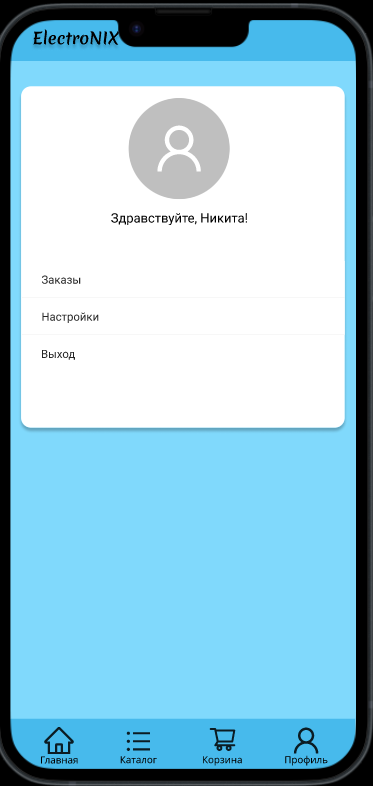 ElectroNIX
Здравствуйте, Никита!
Заказы
Настройки
Выход
Главная Каталог Корзина Профиль